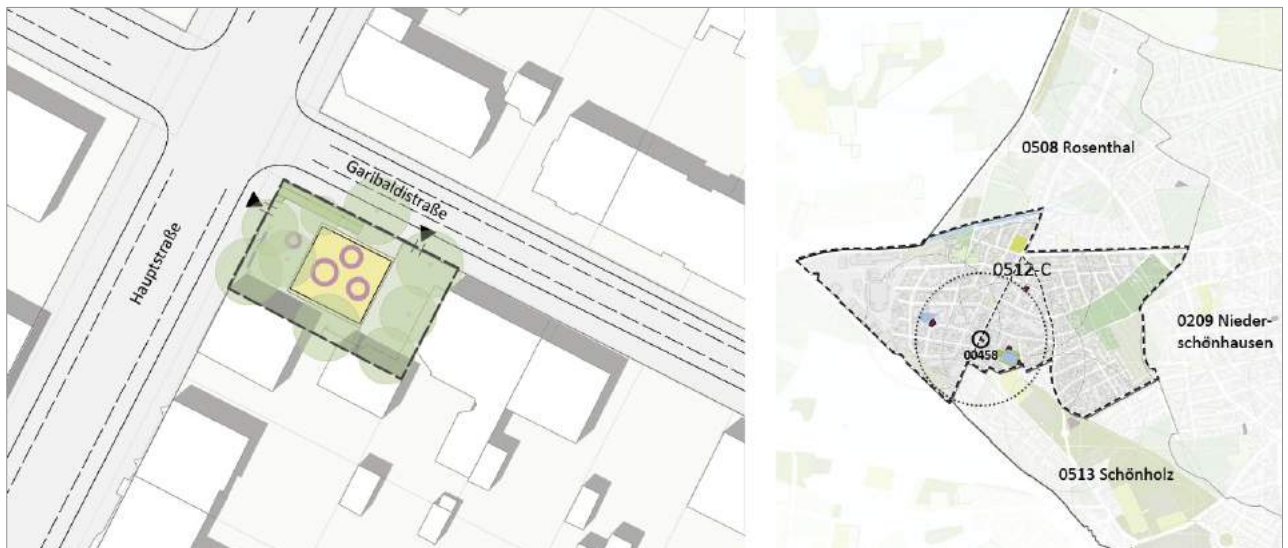 Hauptstraße
Garibaldistraße
0508 Rosenthal
0512-C
0209 Nieder-
schönhausen
00458
0513 Schönholz